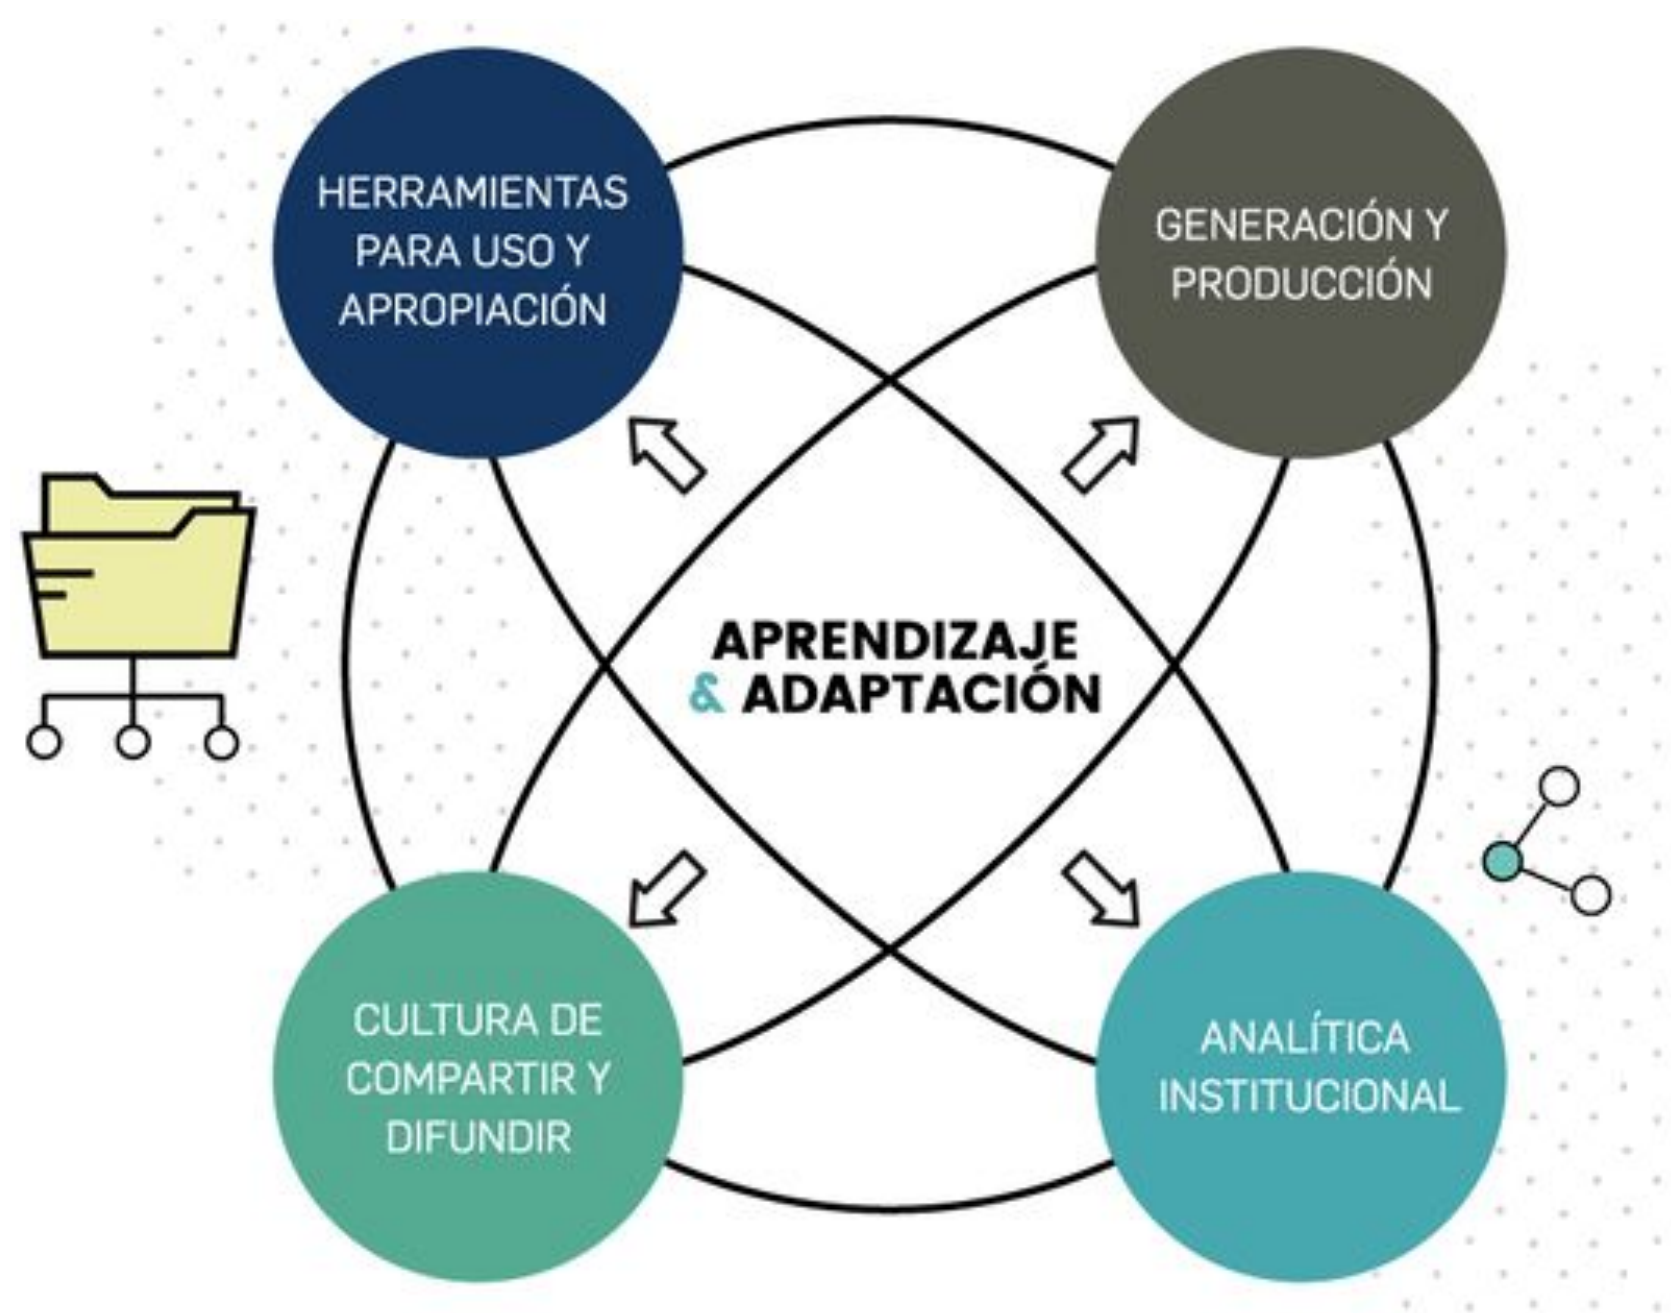 HERRAMIENTAS
PARA USO Y
APROPIACIÓN
GENERACIÓN Y
PRODUCCIÓN
APRENDIZAJE
& ADAPTACIÓN
CULTURA DE
COMPARTIR Y
DIFUNDIR
ANALÍTICA
INSTITUCIONAL